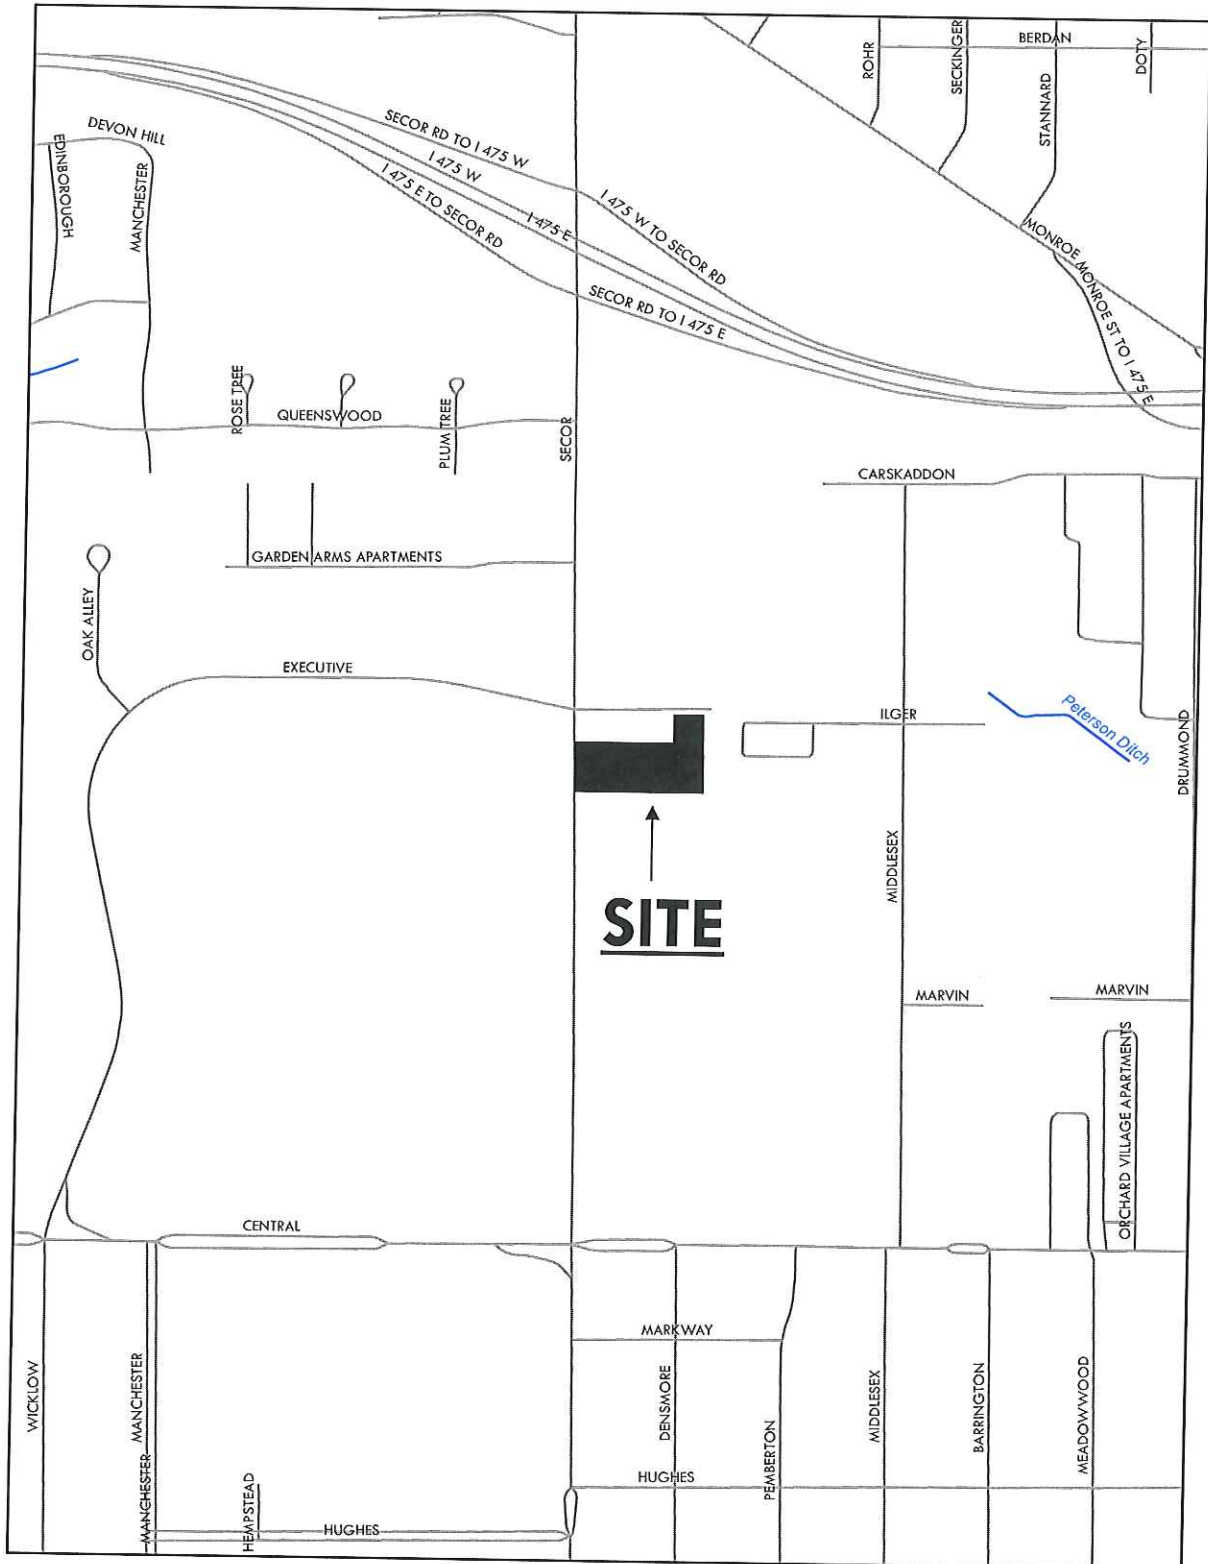 BERDAN
ROHR
SECKINGER
DOTY
STANNARD
SECOR RD TO I 475 W
DEVON HILL
EDINBOROUGH
MANCHESTER
I 475 W
I 475 E TO SECOR RD
I 475 E
I 475 W TO SECOR RD
MONROE
MONROE ST TO I 475 E
SECOR RD TO I 475 E
ROSE TREE
QUEENSWOOD
PLUM TREE
SECOR
CARSKADDON
GARDEN ARMS APARTMENTS
OAK ALLEY
EXECUTIVE
ILGER
Peterson Ditch
DRUMMOND
MIDDLESEX
SITE
MARVIN
MARVIN
ORCHARD VILLAGE APARTMENTS
CENTRAL
MARKWAY
WICKLOW
MANCHESTER
DENSMORE
MIDDLESEX
BARRINGTON
MEADOWWOOD
PEMBERTON
HUGHES
MANCHESTER
HEMPSTEAD
HUGHES